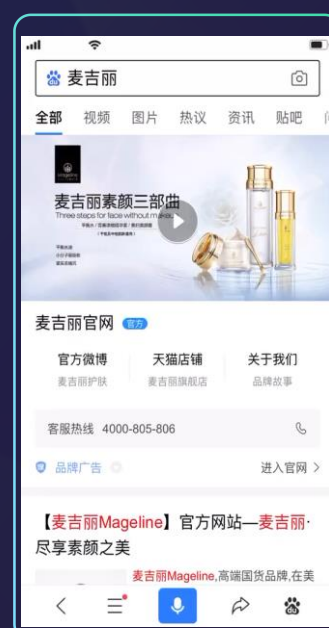 麦吉丽
全部 视频 图片 热议 资讯 贴吧
mageline
麦吉丽素颜三部曲
Three steps for face without makeup
麦吉丽官网 官方
官方微博 天猫店铺 关于我们
麦吉丽护肤 麦吉丽旗舰店 品牌故事
客服热线 4000-805-806
品牌广告 进入官网 >
【麦吉丽Mageline】官方网站—麦吉丽·
尽享素颜之美
麦吉丽Mageline,高端国货品牌,在美